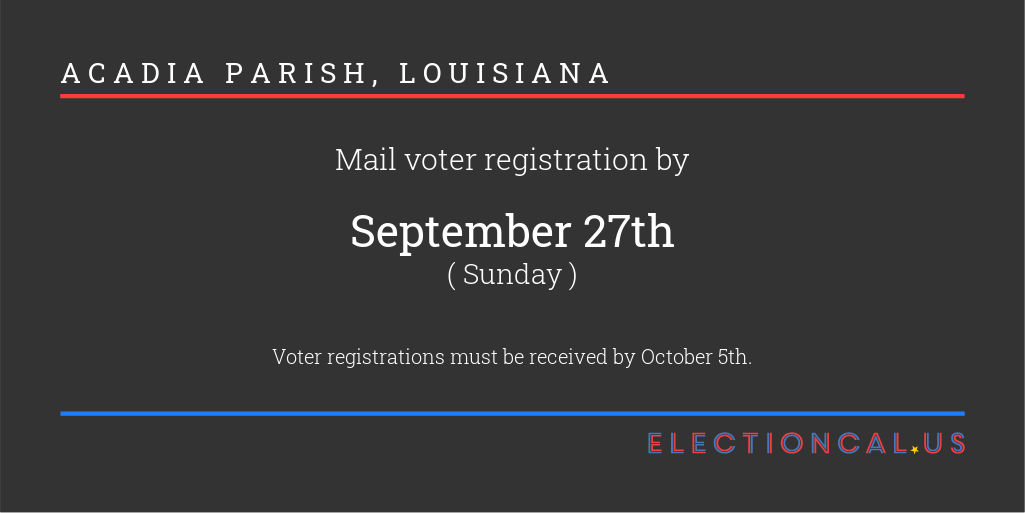 ACADIA PARISH, LOUISIANA
Mail voter registration by
September 27th
( Sunday )
Voter registrations must be received by October 5th.
ELECTIONCAL.US